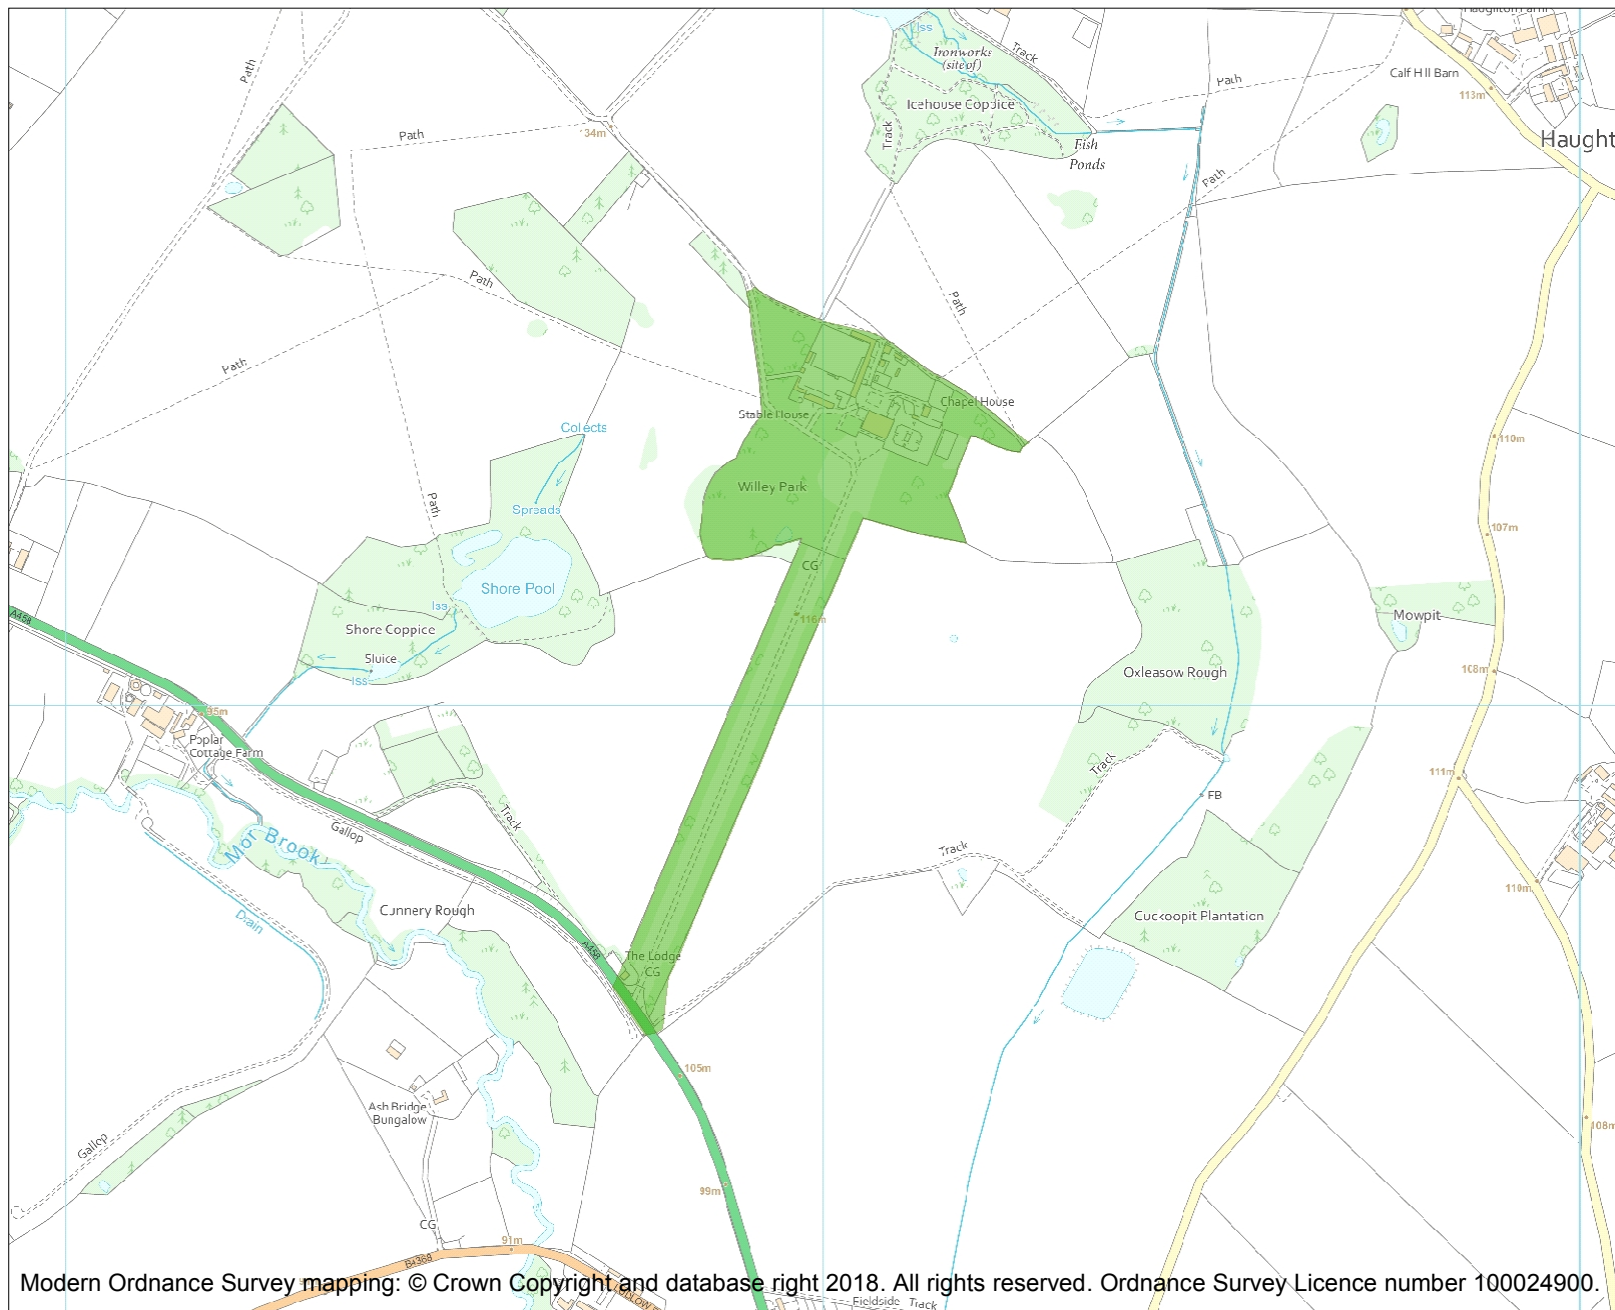 Haughton Farm
Liss
Ironworks
(site of)
Track
Path
Calf Hill Barn
113m
Path
Icehouse Coppice
Track
Path
34m
Fish
Ponds
Haught
Path
Path
Path
Path
Chapel House
Stable House
Collects
110m
Willey Park
Path
Spreads
107m
CG
Shore Pool
Iss
A458
116m
Mowpit
Shore Coppice
Sluice
Iss
Oxleasow Rough
108m
95m
Poplar
Cottage Farm
Track
111m
FB
Track
Gallop
Mor Brook
Track
110m
Cunnery Rough
Drain
Cuckoopit Plantation
A458
The Lodge
CG
105m
Ash Bridge
Bungalow
108m
Gallop
99m
CG
91m
B4368
Modern Ordnance Survey mapping: © Crown Copyright and database right 2018. All rights reserved. Ordnance Survey Licence number 100024900.
Fieldside
Track